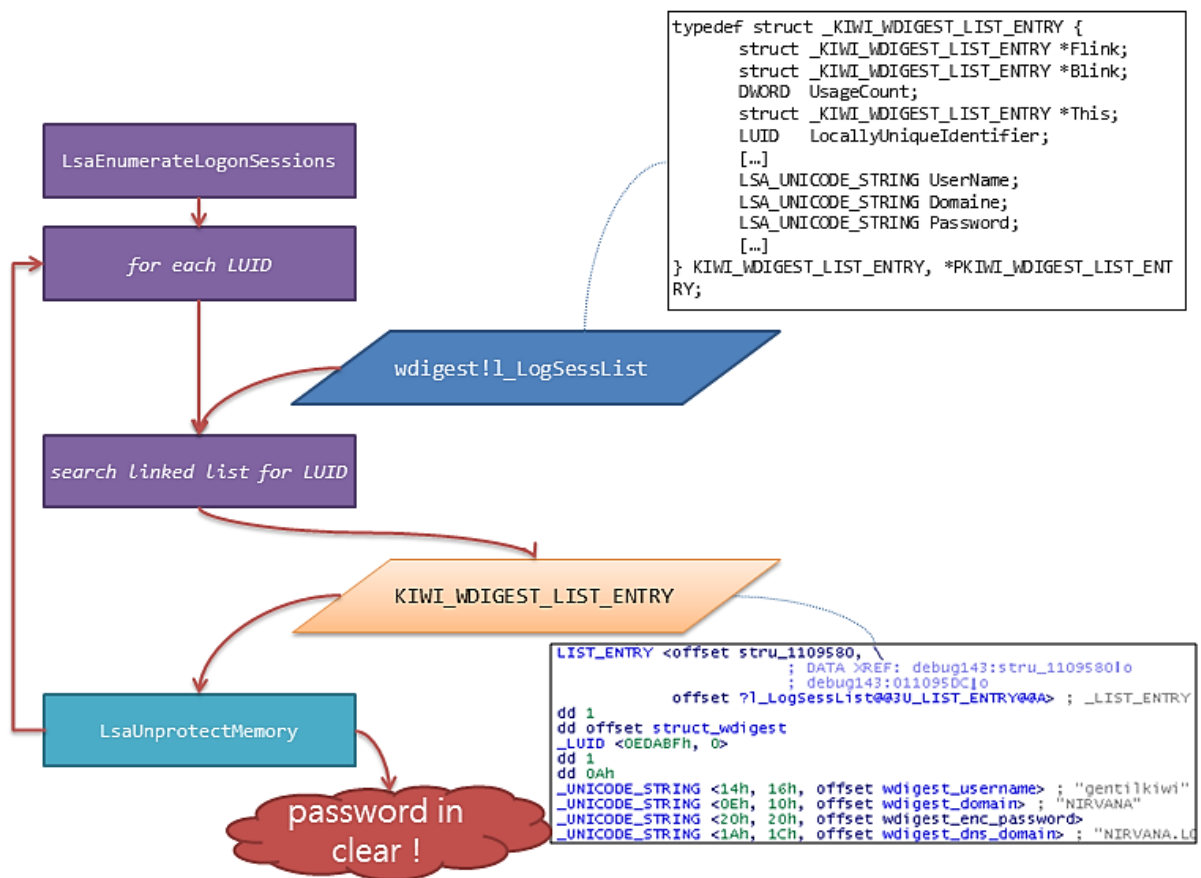 typedef struct _KIWI_WDIGEST_LIST_ENTRY {
struct _KIWI_WDIGEST_LIST_ENTRY *Flink;
struct _KIWI_WDIGEST_LIST_ENTRY *Blink;
DWORD UsageCount;
struct _KIWI_WDIGEST_LIST_ENTRY *This;
LUID LocallyUniqueIdentifier;
[…]
LSA_UNICODE_STRING UserName;
LSA_UNICODE_STRING Domaine;
LSA_UNICODE_STRING Password;
[…]
} KIWI_WDIGEST_LIST_ENTRY, *PKIWI_WDIGEST_LIST_ENT
RY;
LsaEnumerateLogonSessions
for each LUID
wdigest!l_LogSessList
search linked list for LUID
KIWI_WDIGEST_LIST_ENTRY
LsaUnprotectMemory
password in
clear !
LIST_ENTRY <offset stru_1109580, \
; DATA XREF: debug143:stru_1109580↓o
; debug143:011095DC↓o
offset ?l_LogSessList@@3U_LIST_ENTRY@@A> ; _LIST_ENTRY
dd 1
dd offset struct_wdigest
_LUID <0EDABFh, 0>
dd 1
dd 0Ah
_UNICODE_STRING <14h, 16h, offset wdigest_username> ; "gentilkiwi"
_UNICODE_STRING <0Eh, 10h, offset wdigest_domain> ; "NIRVANA"
_UNICODE_STRING <20h, 20h, offset wdigest_enc_password>
_UNICODE_STRING <1Ah, 1Ch, offset wdigest_dns_domain> ; "NIRVANA.LO